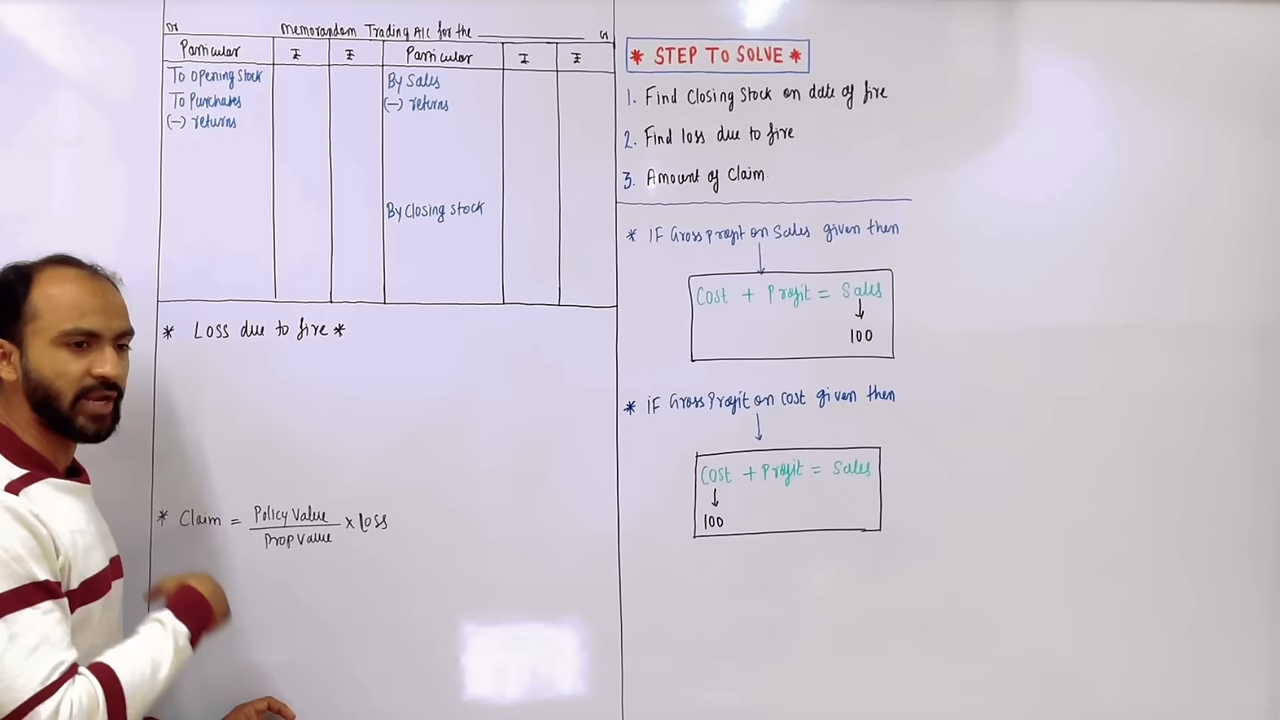 Dr Memorandam Trading A/C for the ____________ Cr
Particular ₹ ₹ Particular ₹ ₹
To opening Stock By Sales
To Purchases (-) returns
(-) returns
By Closing Stock
* Loss due to fire *
* Claim = Policy Value / Prop Value × Loss
* STEP TO SOLVE *
1. Find Closing Stock on date of fire
2. Find loss due to fire
3. Amount of Claim.
* IF Gross Profit on Sales given then
↓
Cost + Profit = Sales
↓
100
* IF Gross Profit on Cost given then
↓
Cost + Profit = Sales
↓
100